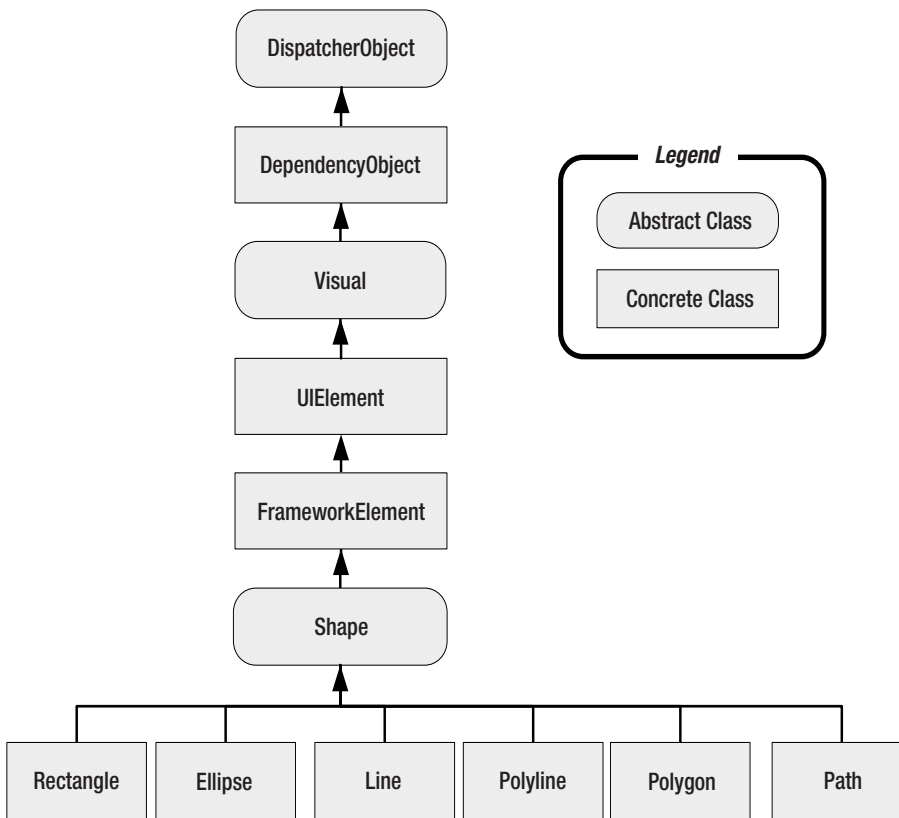 DispatcherObject
DependencyObject
Visual
UIElement
FrameworkElement
Shape
Rectangle
Ellipse
Line
Polyline
Polygon
Path
Legend
Abstract Class
Concrete Class